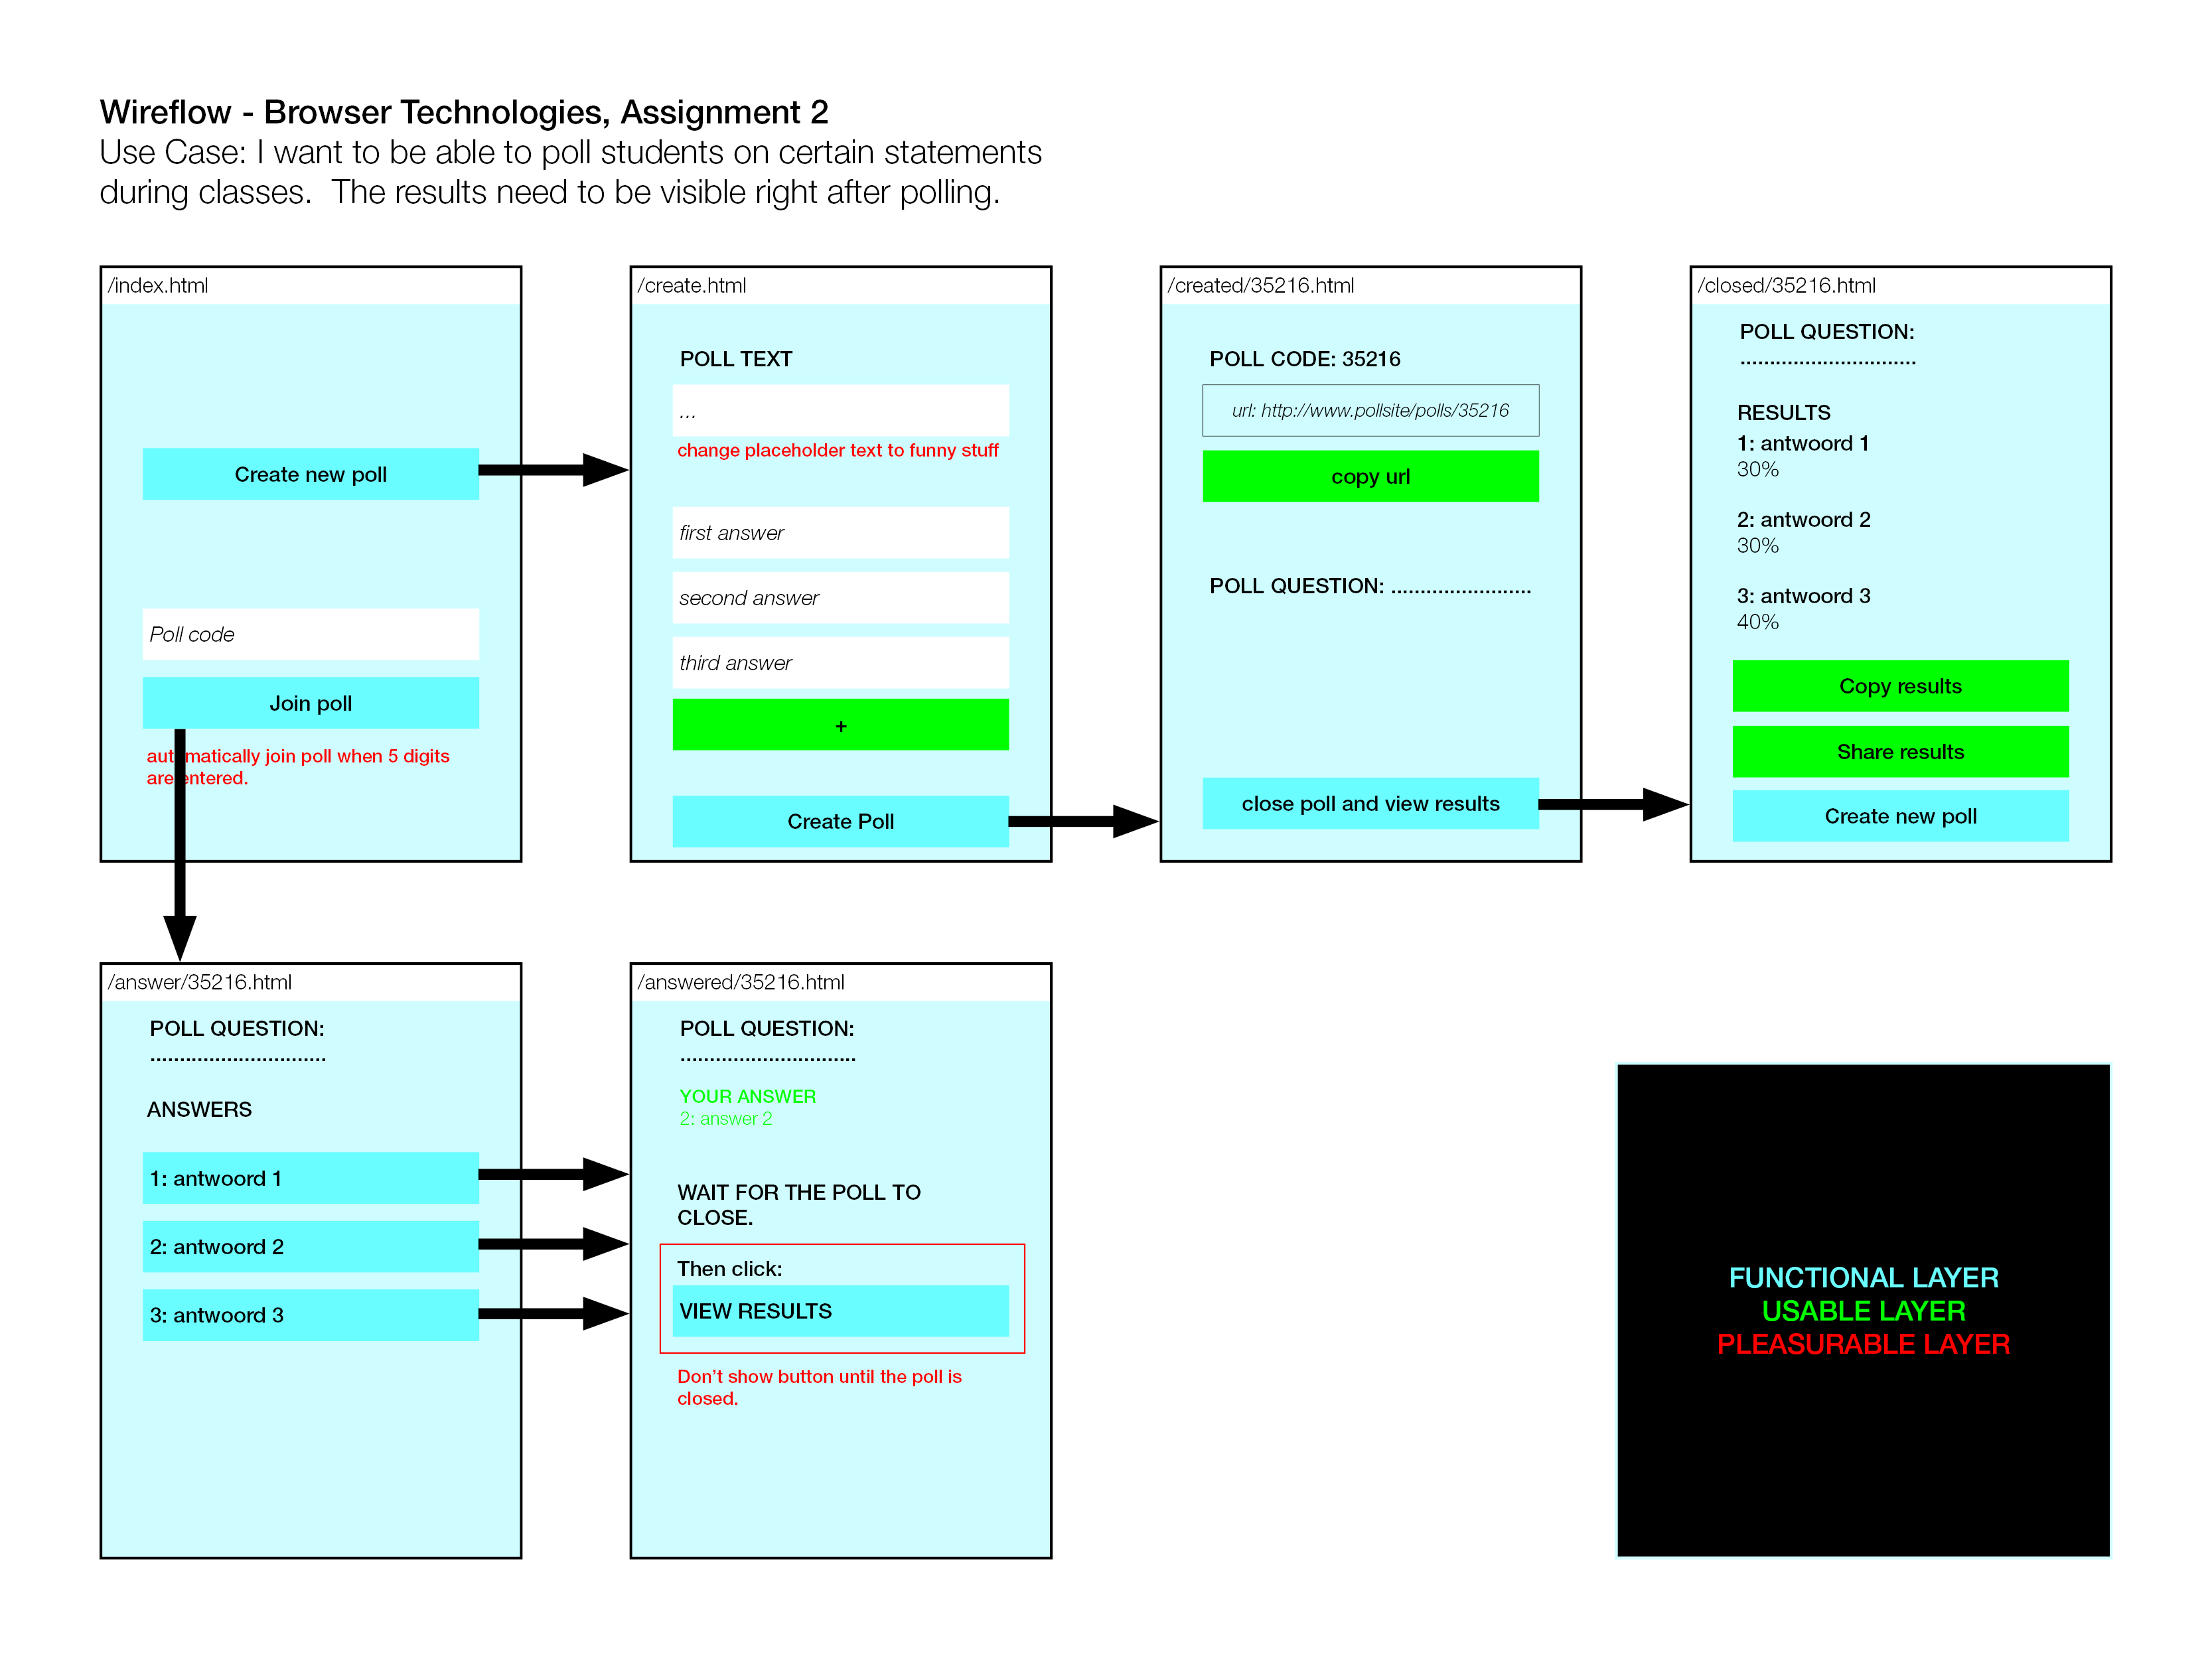 Wireflow - Browser Technologies, Assignment 2
Use Case: I want to be able to poll students on certain statements
during classes.  The results need to be visible right after polling.
/index.html
Create new poll
Poll code
Join poll
automatically join poll when 5 digits
are entered.
/create.html
POLL TEXT
...
change placeholder text to funny stuff
first answer
second answer
third answer
+
Create Poll
/created/35216.html
POLL CODE: 35216
url: http://www.pollsite/polls/35216
copy url
POLL QUESTION: ........................
close poll and view results
/closed/35216.html
POLL QUESTION:
..............................
RESULTS
1: antwoord 1
30%
2: antwoord 2
30%
3: antwoord 3
40%
Copy results
Share results
Create new poll
/answer/35216.html
POLL QUESTION:
..............................
ANSWERS
1: antwoord 1
2: antwoord 2
3: antwoord 3
/answered/35216.html
POLL QUESTION:
..............................
YOUR ANSWER
2: answer 2
WAIT FOR THE POLL TO
CLOSE.
Then click:
VIEW RESULTS
Don’t show button until the poll is
closed.
FUNCTIONAL LAYER
USABLE LAYER
PLEASURABLE LAYER